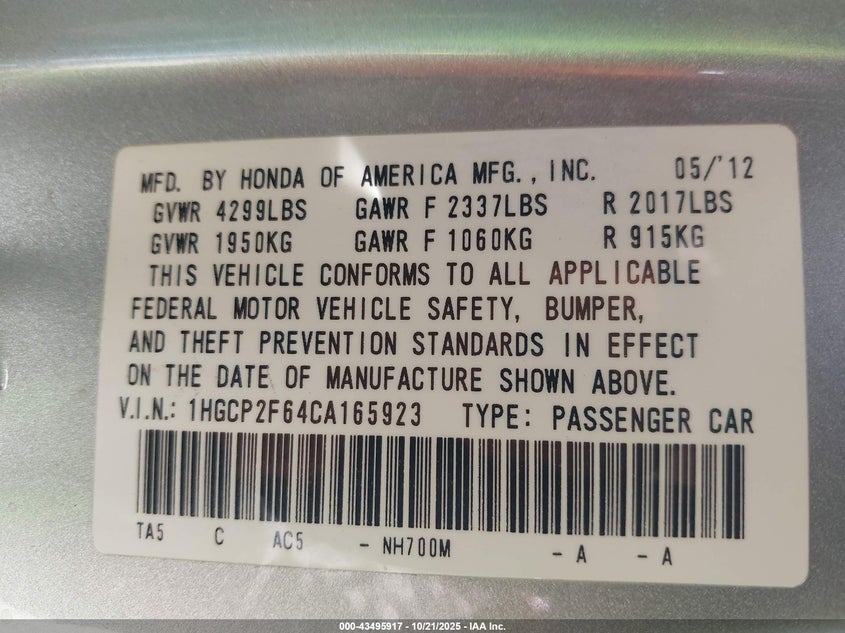 MFD. BY HONDA OF AMERICA MFG., INC. 05/'12
GVWR 4299LBS GAWR F 2337LBS R 2017LBS
GVWR 1950KG GAWR F 1060KG R 915KG
THIS VEHICLE CONFORMS TO ALL APPLICABLE
FEDERAL MOTOR VEHICLE SAFETY, BUMPER,
AND THEFT PREVENTION STANDARDS IN EFFECT
ON THE DATE OF MANUFACTURE SHOWN ABOVE.
V.I.N.: 1HGCP2F64CA165923 TYPE: PASSENGER CAR
TA5 C AC5 - NH700M - A - A
000-43495917 - 10/21/2025 - IAA Inc.